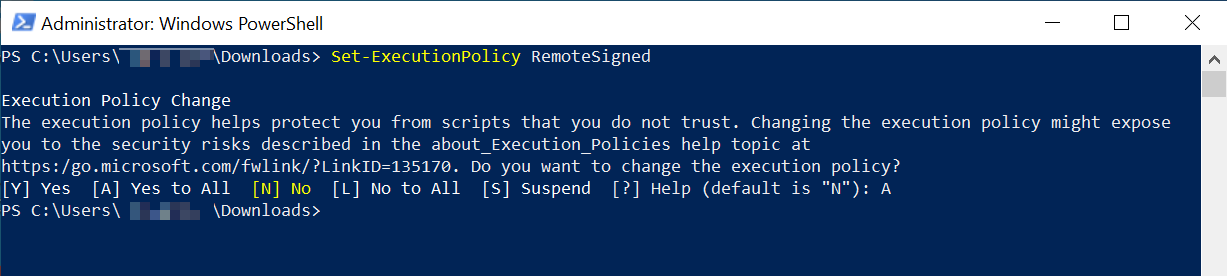 Administrator: Windows PowerShell
PS C:\Users\ \Downloads> Set-ExecutionPolicy RemoteSigned
Execution Policy Change
The execution policy helps protect you from scripts that you do not trust. Changing the execution policy might expose
you to the security risks described in the about_Execution_Policies help topic at
https:/go.microsoft.com/fwlink/?LinkID=135170. Do you want to change the execution policy?
[Y] Yes  [A] Yes to All  [N] No  [L] No to All  [S] Suspend  [?] Help (default is "N"): A
PS C:\Users\ \Downloads>